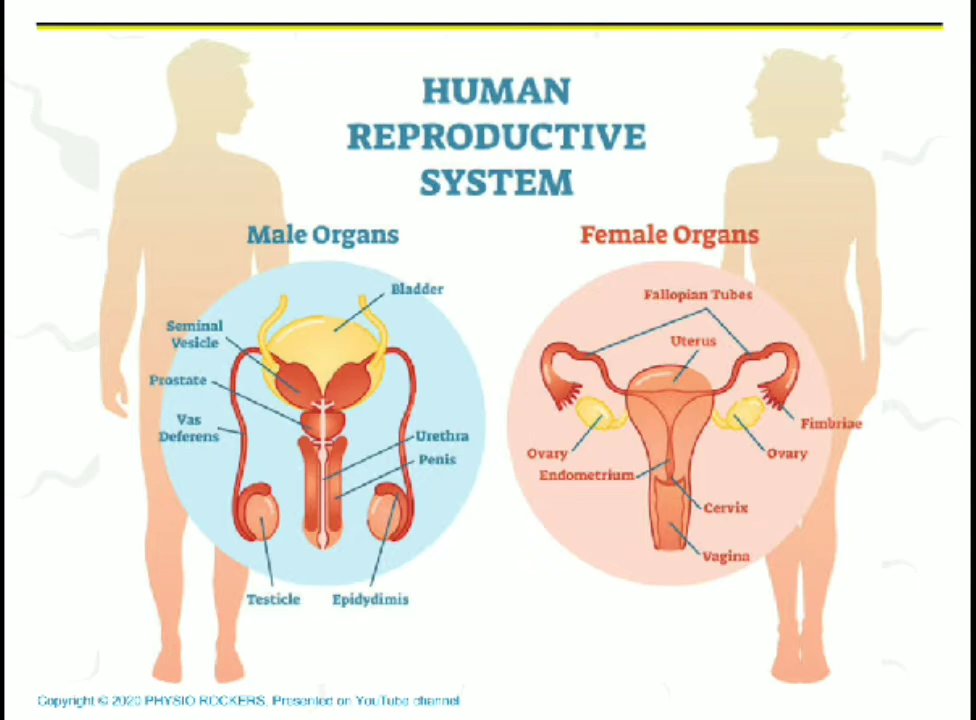 HUMAN
REPRODUCTIVE
SYSTEM
Male Organs
Bladder
Seminal
Vesicle
Prostate
Vas
Deferens
Urethra
Penis
Testicle
Epidydimis
Female Organs
Fallopian Tubes
Uterus
Fimbriae
Ovary
Ovary
Endometrium
Cervix
Vagina
Copyright © 2020 PHYSIO ROCKERS, Presented on YouTube channel